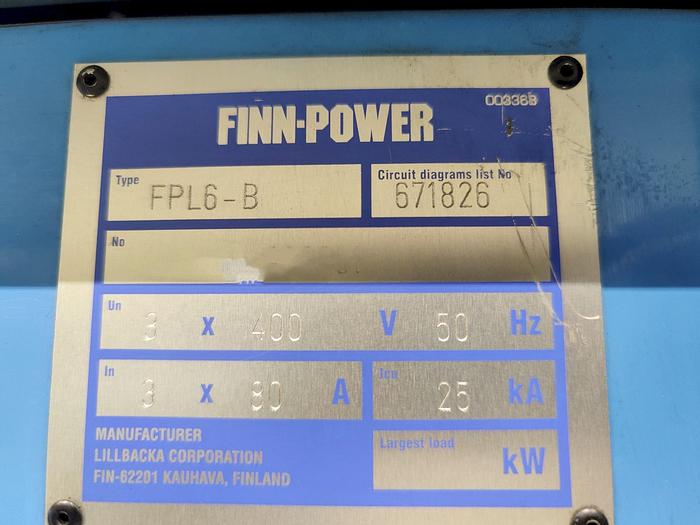 FINN-POWER
Type
FPL6-B
Circuit diagrams list No
671826
No
Un
3 x 400 V 50 Hz
In
3 x 80 A
Icu
25 kA
MANUFACTURER
LILLBACKA CORPORATION
FIN-62201 KAUHAVA, FINLAND
Largest load
kW